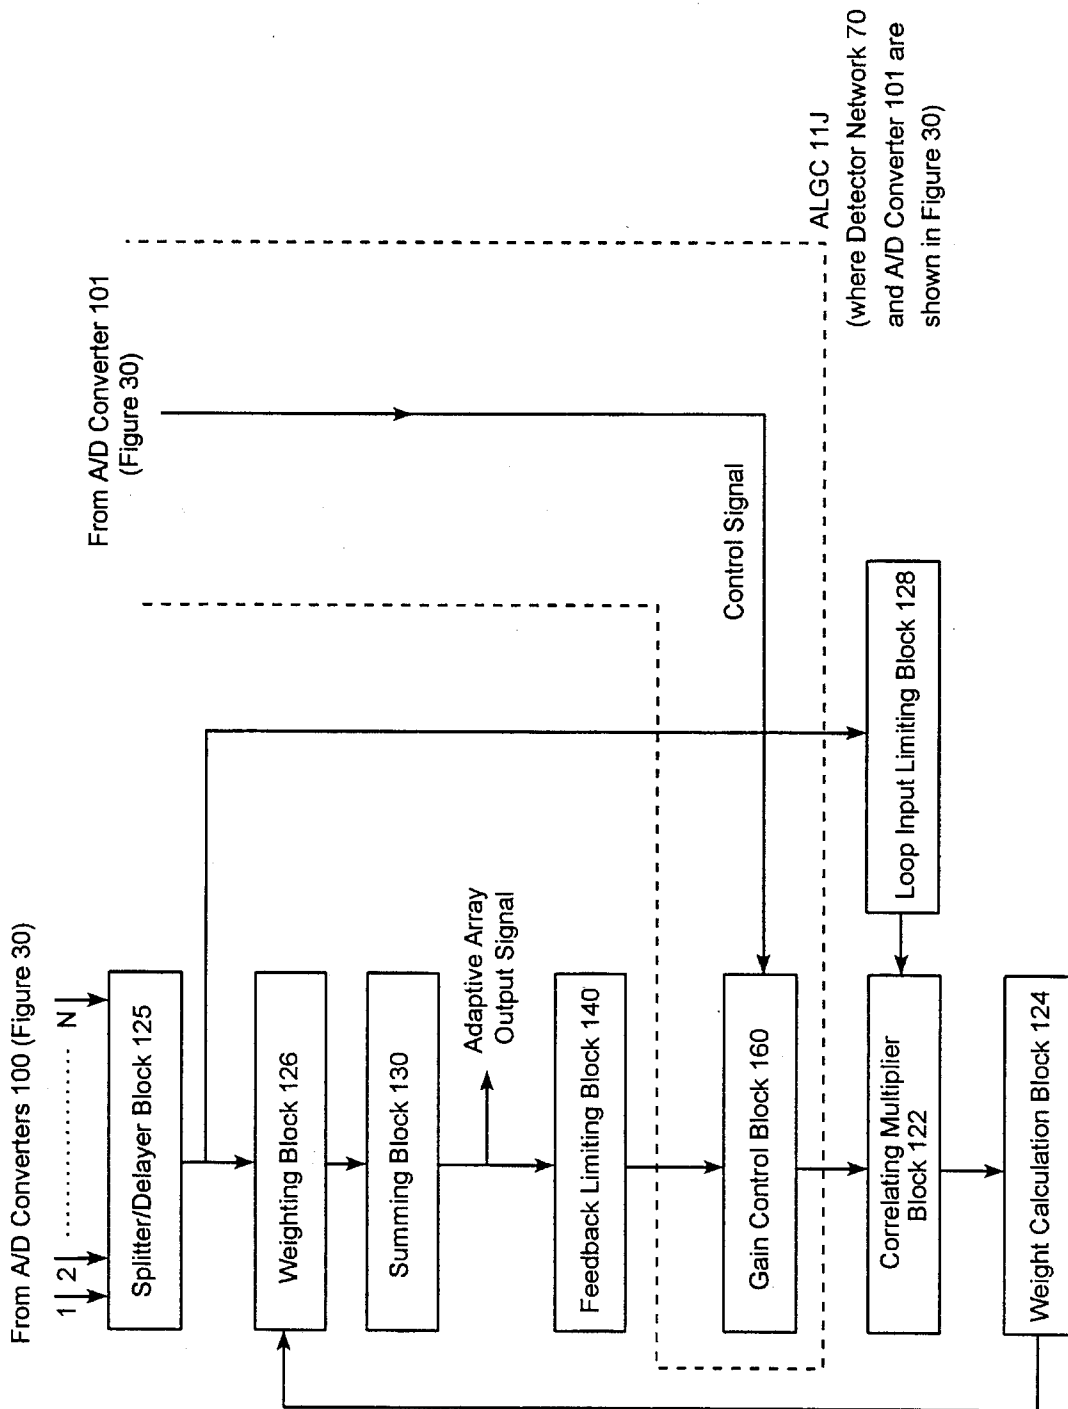 From A/D Converters 100 (Figure 30)
1 2 ............ N
Splitter/Delayer Block 125
Weighting Block 126
Summing Block 130
Adaptive Array
Output Signal
Feedback Limiting Block 140
Gain Control Block 160
Correlating Multiplier
Block 122
Weight Calculation Block 124
Loop Input Limiting Block 128
Control Signal
From A/D Converter 101
(Figure 30)
ALGC 11J
(where Detector Network 70
and A/D Converter 101 are
shown in Figure 30)